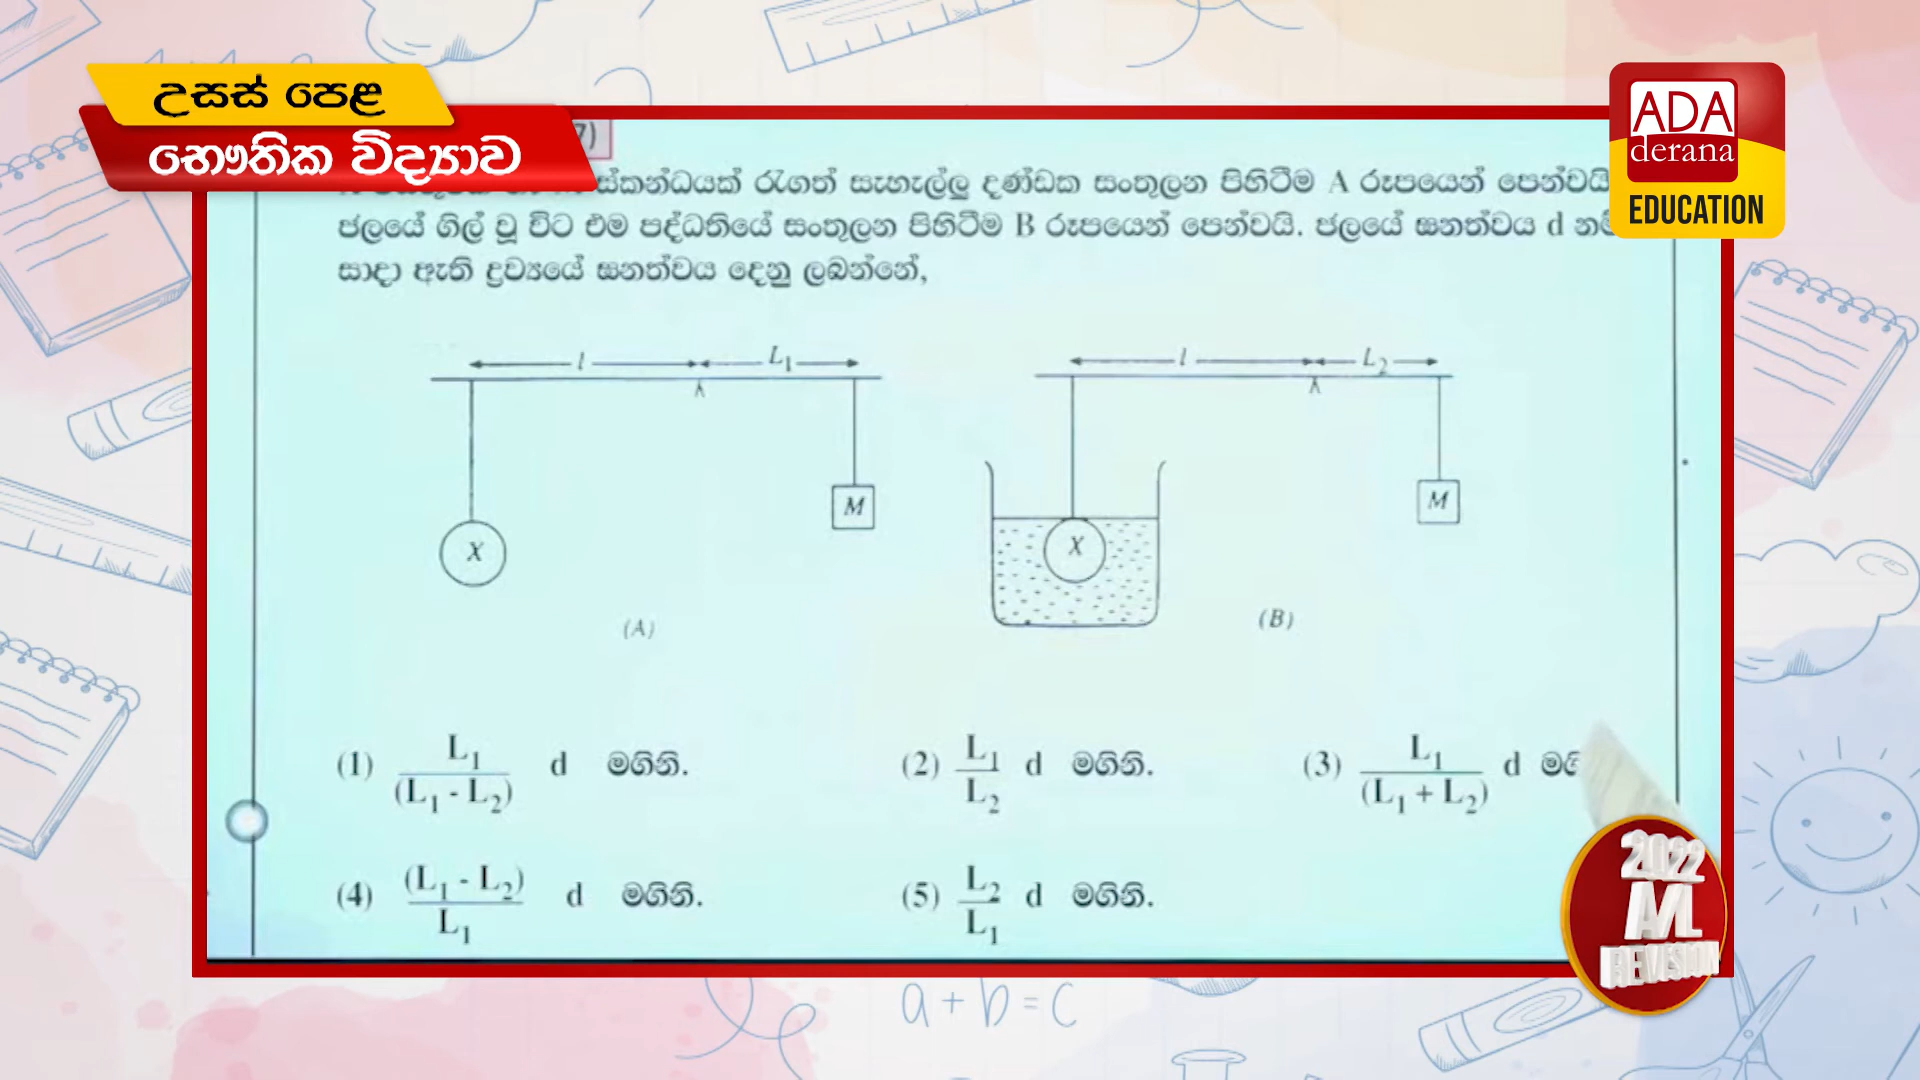 උසස් පෙළ
භෞතික විද්‍යාව
ADA
derana
EDUCATION
7)
ස්කන්ධයක් රැගත් සැහැල්ලු දණ්ඩක සංතුලන පිහිටීම A රූපයෙන් පෙන්වයි
ජලයේ ගිල් වූ විට එම පද්ධතියේ සංතුලන පිහිටීම B රූපයෙන් පෙන්වයි. ජලයේ ඝනත්වය d
සාදා ඇති ද්‍රව්‍යයේ ඝනත්වය දෙනු ලබන්නේ,
l L₁ l L₂
X M X M
(A) (B)
(1) L₁ / (L₁ - L₂) d මගිනි. (2) L₁ / L₂ d මගිනි. (3) L₁ / (L₁ + L₂) d
(4) (L₁ - L₂) / L₁ d මගිනි. (5) L₂ / L₁ d මගිනි.
2022
A/L
REVISION
a + b = c